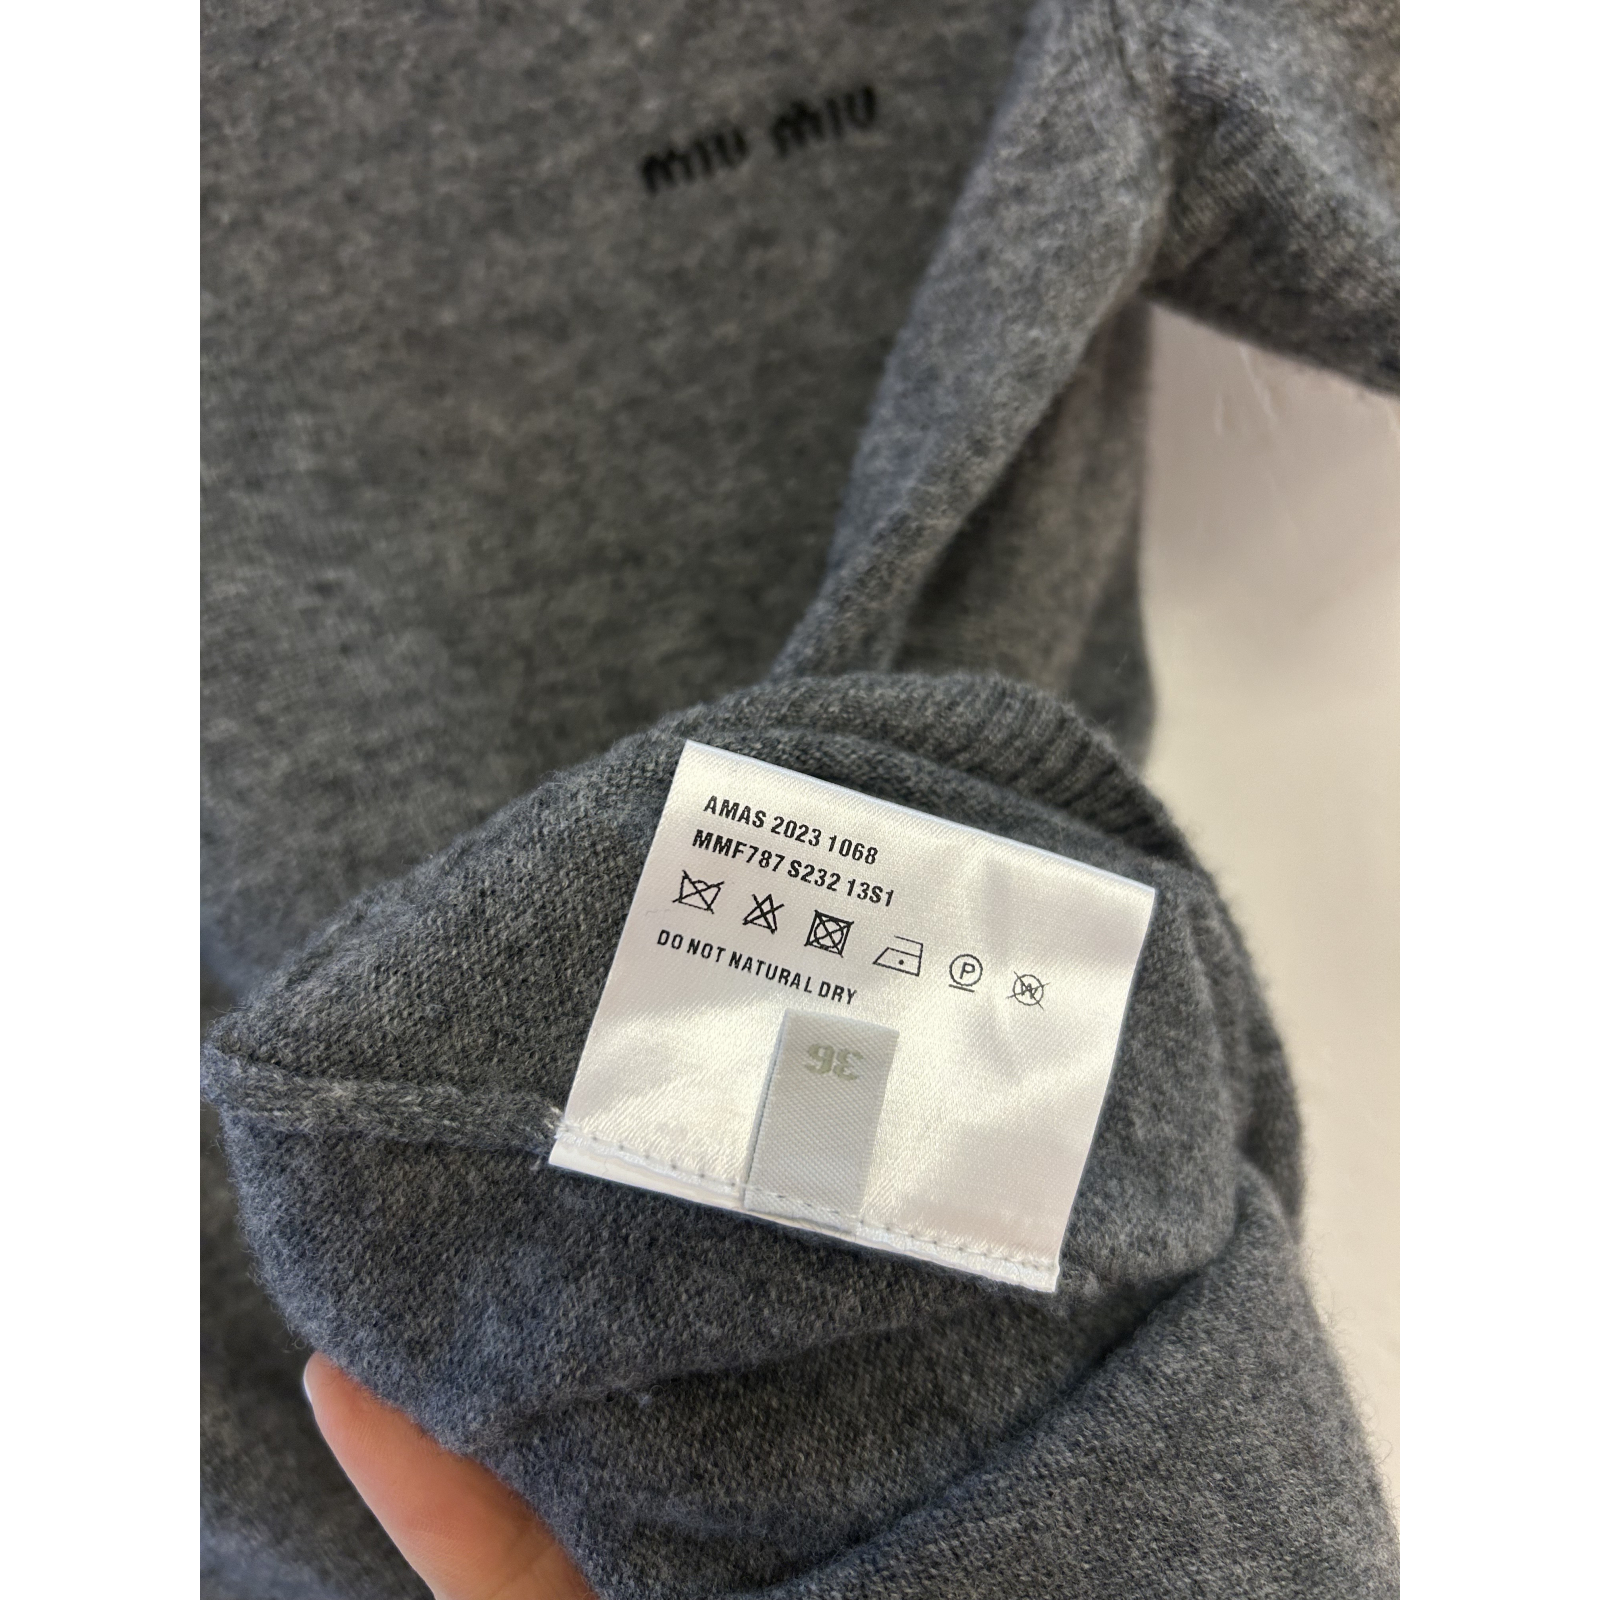 MIU MIU
AMAS 2023 1068
MMF787 S232 13S1
P
W
DO NOT NATURAL DRY
36